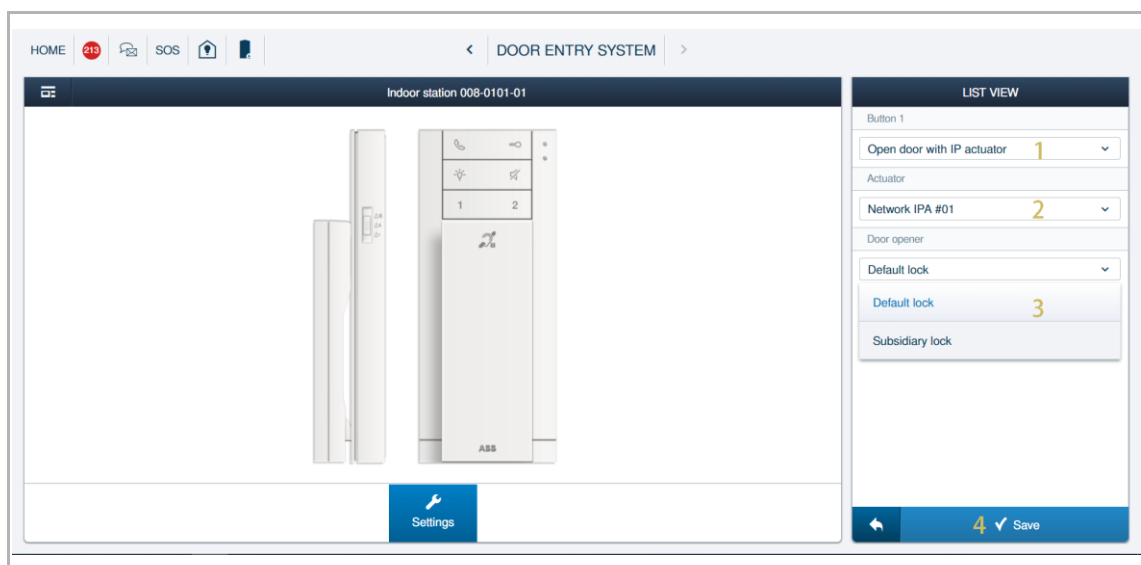 HOME 213 SOS < DOOR ENTRY SYSTEM >
Indoor station 008-0101-01
1 2
ABB
Settings
LIST VIEW
Button 1
Open door with IP actuator 1
Actuator
Network IPA #01 2
Door opener
Default lock
Default lock 3
Subsidiary lock
4 Save